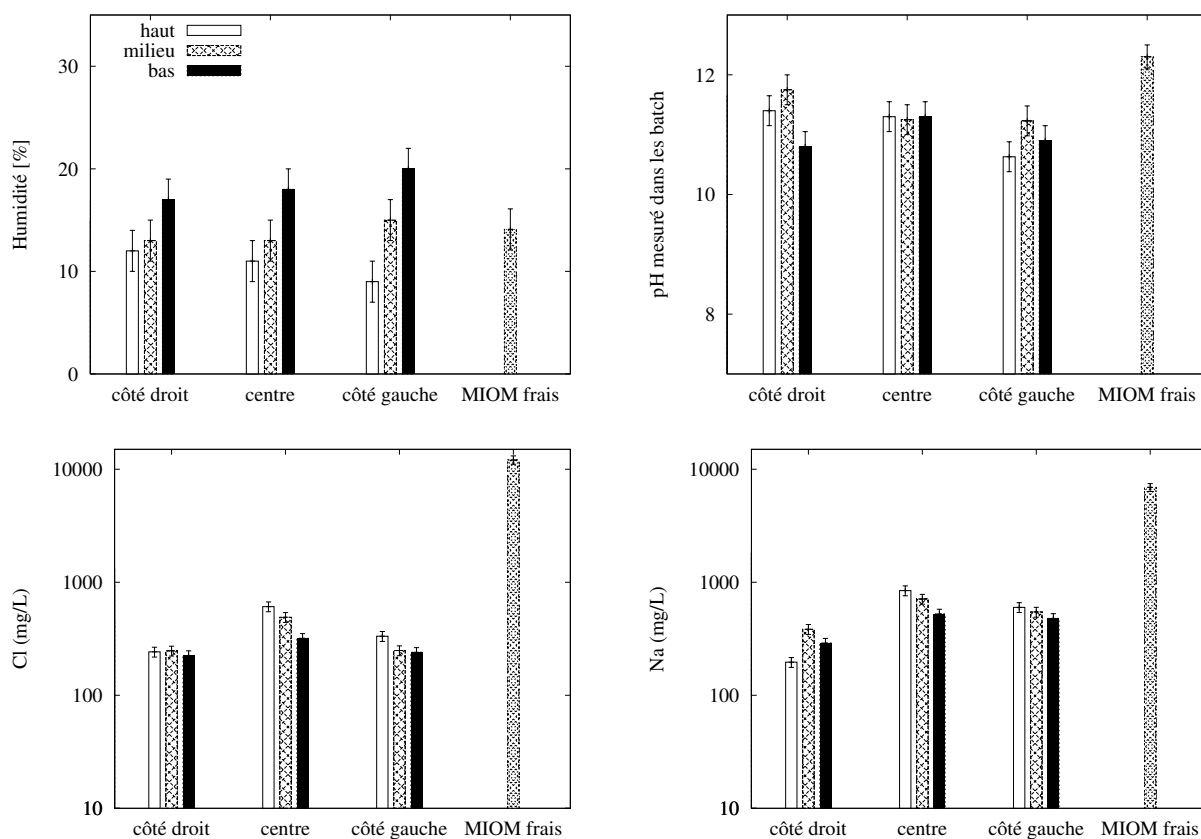 haut
milieu
bas
Humidité [%]
30
20
10
0
côté droit centre côté gauche MIOM frais
pH mesuré dans les batch
12
10
8
côté droit centre côté gauche MIOM frais
Cl (mg/L)
10000
1000
100
10
côté droit centre côté gauche MIOM frais
Na (mg/L)
10000
1000
100
10
côté droit centre côté gauche MIOM frais